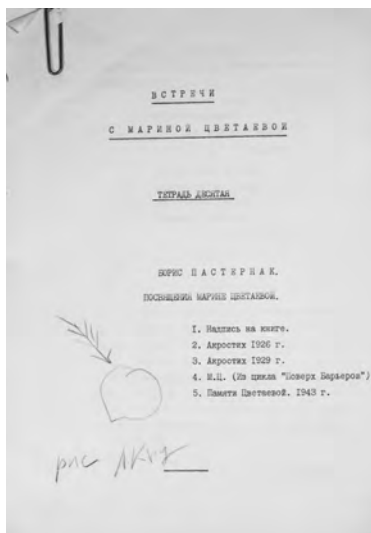 ВСТРЕЧИ
С МАРИНОЙ ЦВЕТАЕВОЙ
ТЕТРАДЬ ДЕСЯТАЯ
БОРИС ПАСТЕРНАК.
ПОСВЯЩЕНИЯ МАРИНЕ ЦВЕТАЕВОЙ.
1. Надпись на книге.
2. Акростих 1926 г.
3. Акростих 1929 г.
4. М.Ц. (Из цикла "Поверх Барьеров")
5. Памяти Цветаевой. 1943 г.
рис